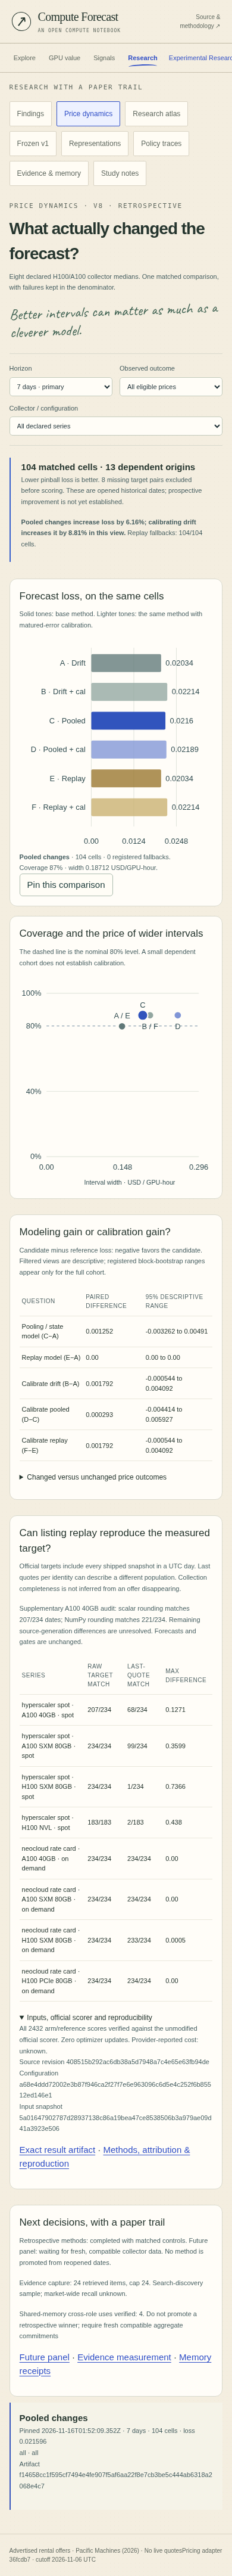 Compute Forecast
AN OPEN COMPUTE NOTEBOOK
Source &
methodology ↗
Explore GPU value Signals Research Experimental Researc
RESEARCH WITH A PAPER TRAIL
Findings Price dynamics Research atlas
Frozen v1 Representations Policy traces
Evidence & memory Study notes
PRICE DYNAMICS · V8 · RETROSPECTIVE
What actually changed the
forecast?
Eight declared H100/A100 collector medians. One matched comparison,
with failures kept in the denominator.
Better intervals can matter as much as a
cleverer model.
Horizon Observed outcome
7 days · primary All eligible prices
Collector / configuration
All declared series
104 matched cells · 13 dependent origins
Lower pinball loss is better. 8 missing target pairs excluded
before scoring. These are opened historical dates; prospective
improvement is not yet established.
Pooled changes increase loss by 6.16%; calibrating drift
increases it by 8.81% in this view. Replay fallbacks: 104/104
cells.
Forecast loss, on the same cells
Solid tones: base method. Lighter tones: the same method with
matured-error calibration.
A · Drift 0.02034
B · Drift + cal 0.02214
C · Pooled 0.0216
D · Pooled + cal 0.02189
E · Replay 0.02034
F · Replay + cal 0.02214
0.00 0.0124 0.0248
Pooled changes · 104 cells · 0 registered fallbacks.
Coverage 87% · width 0.18712 USD/GPU-hour.
Pin this comparison
Coverage and the price of wider intervals
The dashed line is the nominal 80% level. A small dependent
cohort does not establish calibration.
100%
C
A / E
80% B / F D
40%
0%
0.00 0.148 0.296
Interval width · USD / GPU-hour
Modeling gain or calibration gain?
Candidate minus reference loss: negative favors the candidate.
Filtered views are descriptive; registered block-bootstrap ranges
appear only for the full cohort.
QUESTION PAIRED DIFFERENCE 95% DESCRIPTIVE RANGE
Pooling / state model (C−A) 0.001252 -0.003262 to 0.00491
Replay model (E−A) 0.00 0.00 to 0.00
Calibrate drift (B−A) 0.001792 -0.000544 to 0.004092
Calibrate pooled (D−C) 0.000293 -0.004414 to 0.005927
Calibrate replay (F−E) 0.001792 -0.000544 to 0.004092
▶ Changed versus unchanged price outcomes
Can listing replay reproduce the measured
target?
Official targets include every shipped snapshot in a UTC day. Last
quotes per identity can describe a different population. Collection
completeness is not inferred from an offer disappearing.
Supplementary A100 40GB audit: scalar rounding matches
207/234 dates; NumPy rounding matches 221/234. Remaining
source-generation differences are unresolved. Forecasts and
gates are unchanged.
SERIES RAW TARGET MATCH LAST-QUOTE MATCH MAX DIFFERENCE
hyperscaler spot · A100 40GB · spot 207/234 68/234 0.1271
hyperscaler spot · A100 SXM 80GB · spot 234/234 99/234 0.3599
hyperscaler spot · H100 SXM 80GB · spot 234/234 1/234 0.7366
hyperscaler spot · H100 NVL · spot 183/183 2/183 0.438
neocloud rate card · A100 40GB · on demand 234/234 234/234 0.00
neocloud rate card · A100 SXM 80GB · on demand 234/234 234/234 0.00
neocloud rate card · H100 SXM 80GB · on demand 234/234 233/234 0.0005
neocloud rate card · H100 PCIe 80GB · on demand 234/234 234/234 0.00
▼ Inputs, official scorer and reproducibility
All 2432 arm/reference scores verified against the unmodified
official scorer. Zero optimizer updates. Provider-reported cost:
unknown.
Source revision 408515b292ac6db38a5d7948a7c4e65e63fb94de
Configuration
a68e4ddd72002e3b87f946ca2f27f7e6e963096c6d5e4c252f6b855
12ed146e1
Input snapshot
5a01647902787d28937138c86a19bea47ce8538506b3a979ae09d
41a3923e506
Exact result artifact · Methods, attribution &
reproduction
Next decisions, with a paper trail
Retrospective methods: completed with matched controls. Future
panel: waiting for fresh, compatible collector data. No method is
promoted from reopened dates.
Evidence capture: 24 retrieved items, cap 24. Search-discovery
sample; market-wide recall unknown.
Shared-memory cross-role uses verified: 4. Do not promote a
retrospective winner; require fresh compatible aggregate
commitments
Future panel · Evidence measurement · Memory
receipts
Pooled changes
Pinned 2026-11-16T01:52:09.352Z · 7 days · 104 cells · loss
0.021596
all · all
Artifact
f14658cc1f595cf7494e4fe907f5af6aa22f8e7cb3be5c444ab6318a2
068e4c7
Advertised rental offers · Pacific Machines (2026) · No live quotesPricing adapter
36fcdb7 · cutoff 2026-11-06 UTC